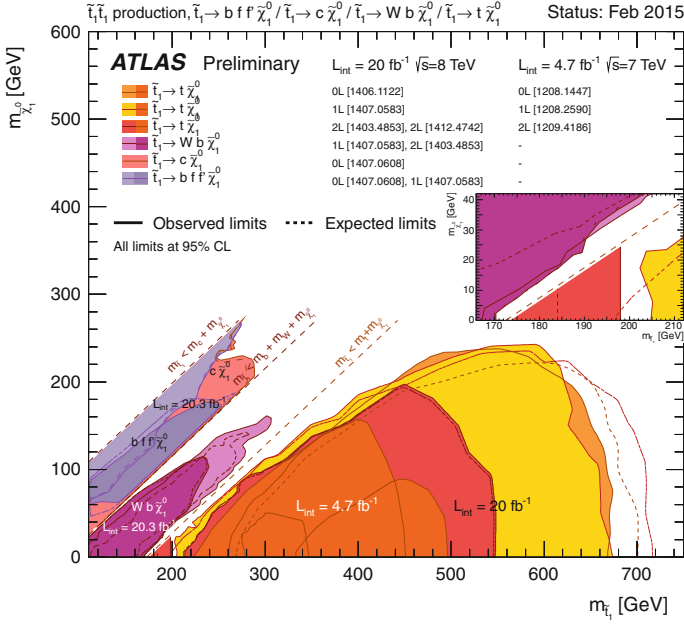 t̃₁t̃₁ production, t̃₁→ b f f' χ̃₁⁰ / t̃₁→ c χ̃₁⁰ / t̃₁→ W b χ̃₁⁰ / t̃₁→ t χ̃₁⁰ Status: Feb 2015
ATLAS Preliminary
L_int = 20 fb⁻¹ √s=8 TeV L_int = 4.7 fb⁻¹ √s=7 TeV
t̃₁→ t χ̃₁⁰ 0L [1406.1122] 0L [1208.1447]
t̃₁→ t χ̃₁⁰ 1L [1407.0583] 1L [1208.2590]
t̃₁→ t χ̃₁⁰ 2L [1403.4853], 2L [1412.4742] 2L [1209.4186]
t̃₁→ W b χ̃₁⁰ 1L [1407.0583], 2L [1403.4853] -
t̃₁→ c χ̃₁⁰ 0L [1407.0608] -
t̃₁→ b f f' χ̃₁⁰ 0L [1407.0608], 1L [1407.0583] -
Observed limits Expected limits
All limits at 95% CL
m_χ̃₁⁰ [GeV]
600
500
400
300
200
100
0
200 300 400 500 600 700
m_t̃₁ [GeV]
m_χ̃₁⁰ [GeV]
40
30
20
10
0
170 180 190 200 210
m_t̃₁ [GeV]
m_t̃₁ < m_c + m_χ̃₁⁰
m_t̃₁ < m_b + m_W + m_χ̃₁⁰
m_t̃₁ < m_t + m_χ̃₁⁰
c χ̃₁⁰
L_int = 20.3 fb⁻¹
b f f' χ̃₁⁰
W b χ̃₁⁰
L_int = 20.3 fb⁻¹
L_int = 4.7 fb⁻¹
L_int = 20 fb⁻¹